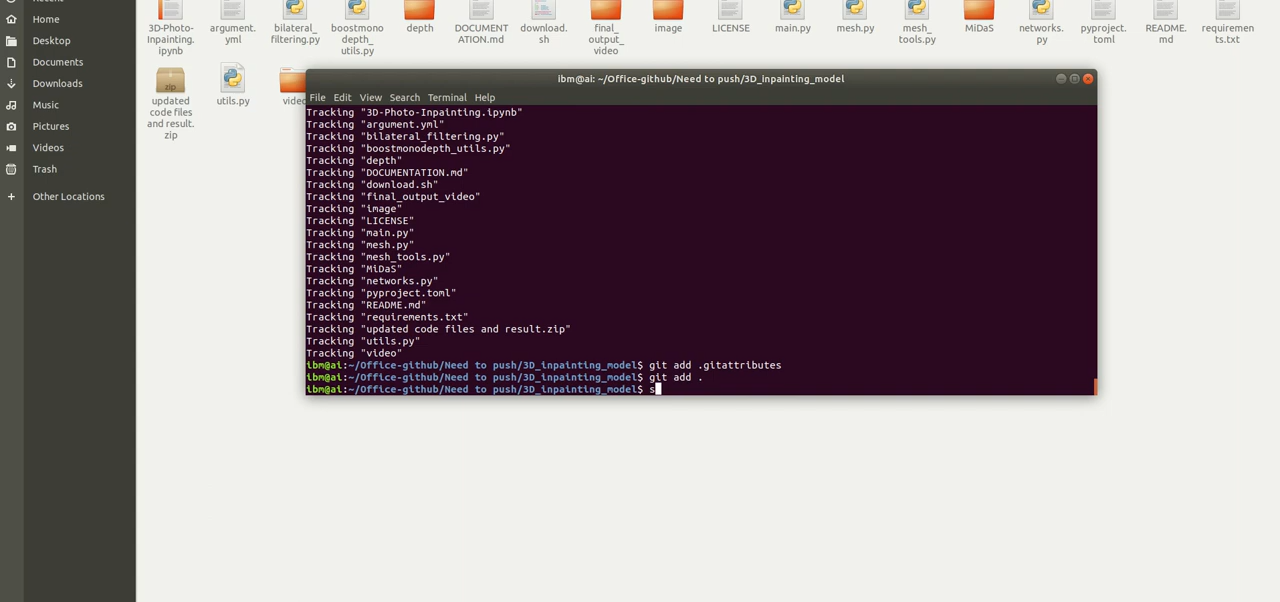 Recent
Home
Desktop
Documents
Downloads
Music
Pictures
Videos
Trash
Other Locations
3D-Photo-
Inpainting.
ipynb
argument.
yml
bilateral_
filtering.py
boostmono
depth_
utils.py
depth
DOCUMENT
ATION.md
download.
sh
final_
output_
video
image
LICENSE
main.py
mesh.py
mesh_
tools.py
MiDaS
networks.
py
pyproject.
toml
README.
md
requiremen
ts.txt
zip
updated
code files
and result.
zip
utils.py
video
ibm@ai: ~/Office-github/Need to push/3D_inpainting_model
File Edit View Search Terminal Help
Tracking "3D-Photo-Inpainting.ipynb"
Tracking "argument.yml"
Tracking "bilateral_filtering.py"
Tracking "boostmonodepth_utils.py"
Tracking "depth"
Tracking "DOCUMENTATION.md"
Tracking "download.sh"
Tracking "final_output_video"
Tracking "image"
Tracking "LICENSE"
Tracking "main.py"
Tracking "mesh.py"
Tracking "mesh_tools.py"
Tracking "MiDaS"
Tracking "networks.py"
Tracking "pyproject.toml"
Tracking "README.md"
Tracking "requirements.txt"
Tracking "updated code files and result.zip"
Tracking "utils.py"
Tracking "video"
ibm@ai:~/Office-github/Need to push/3D_inpainting_model$ git add .gitattributes
ibm@ai:~/Office-github/Need to push/3D_inpainting_model$ git add .
ibm@ai:~/Office-github/Need to push/3D_inpainting_model$ s